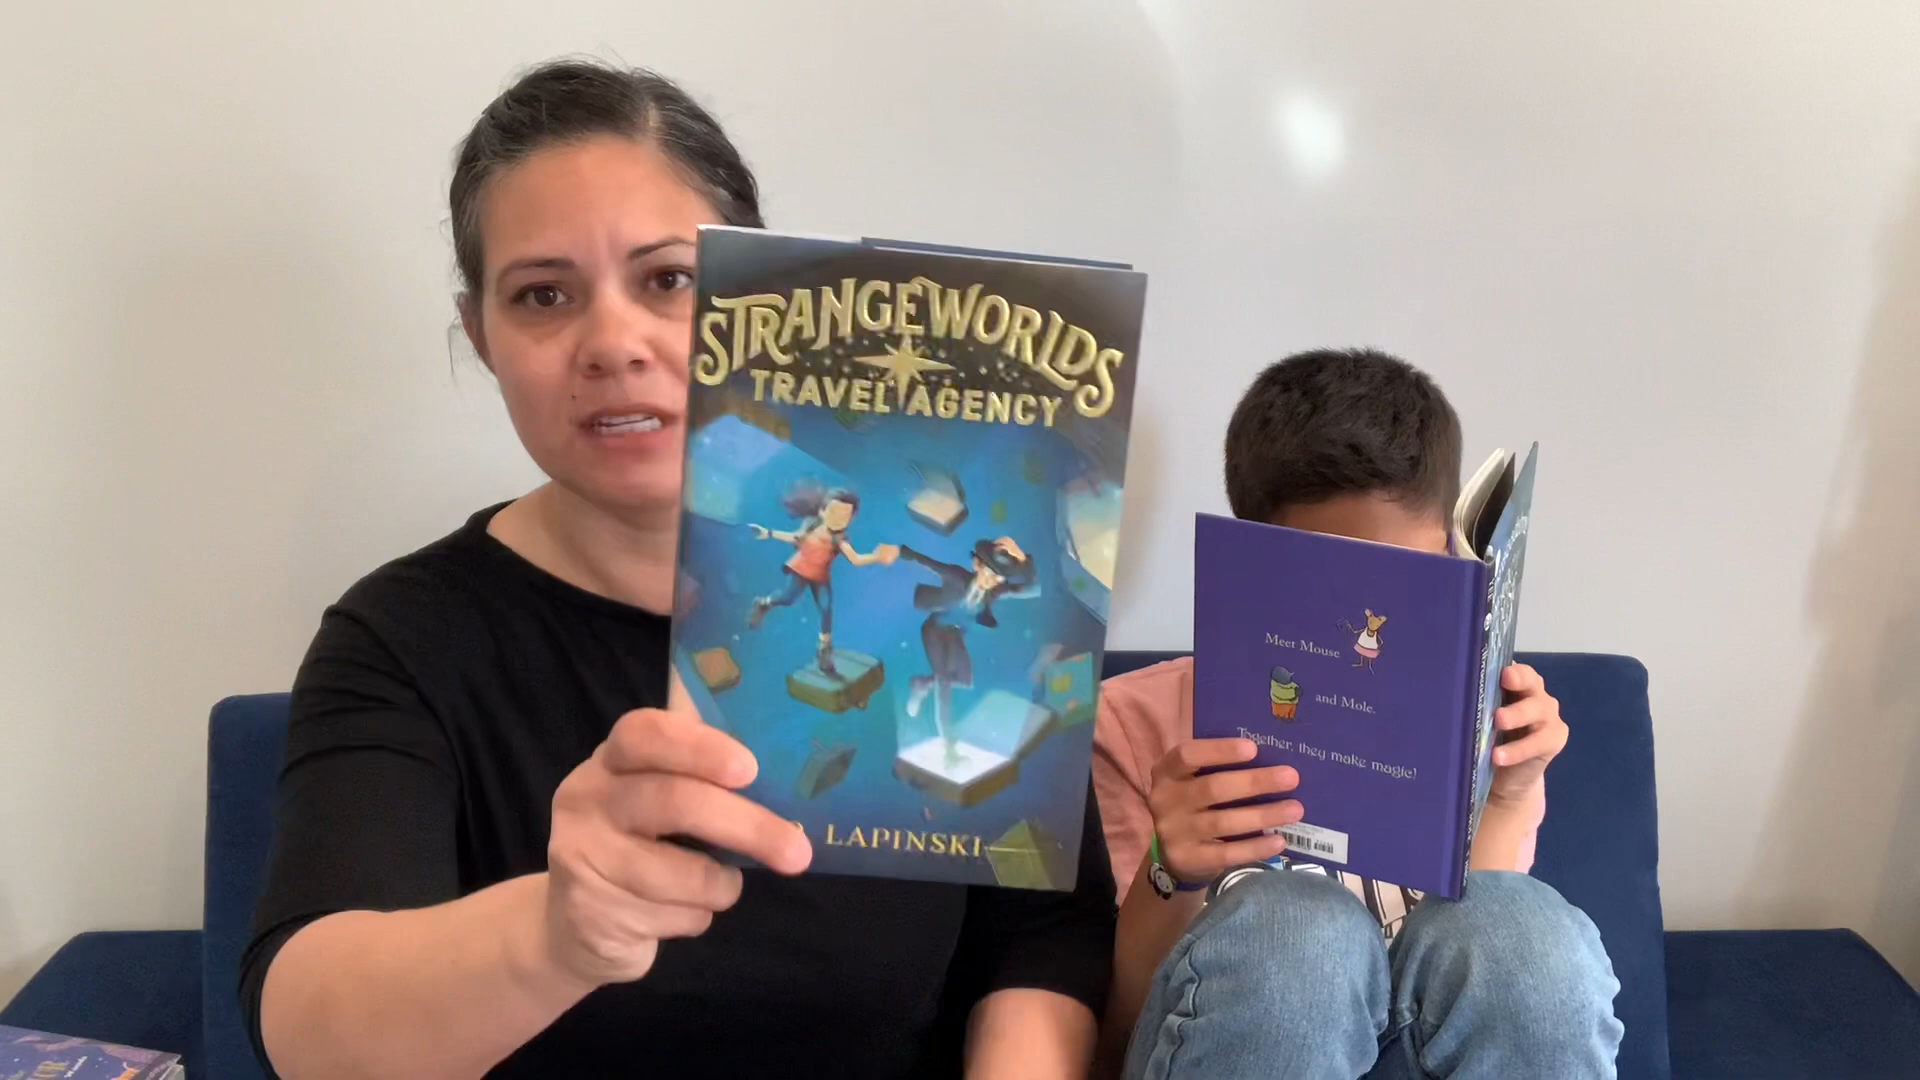 STRANGEWORLDS
TRAVEL AGENCY
LAPINSKI
Meet Mouse
and Mole.
Together, they make magic!